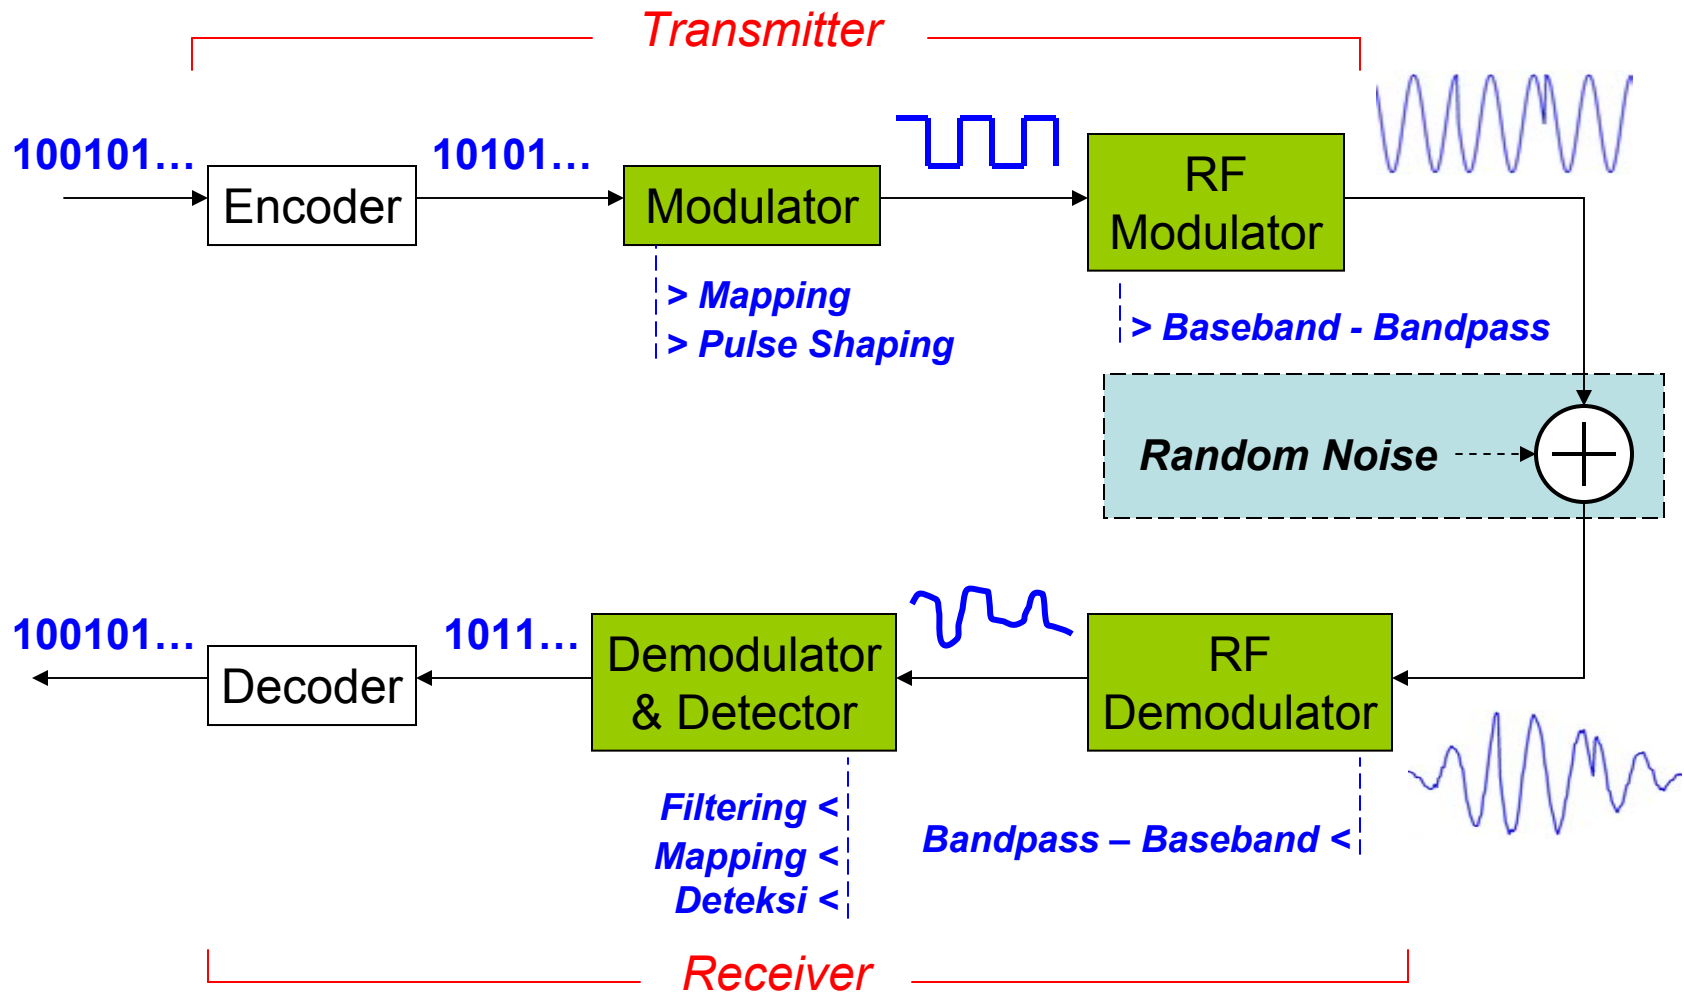 Transmitter
100101…
Encoder
10101…
Modulator
RF
Modulator
> Mapping
> Pulse Shaping
> Baseband - Bandpass
Random Noise
100101…
Decoder
1011…
Demodulator
& Detector
RF
Demodulator
Filtering <
Mapping <
Deteksi <
Bandpass – Baseband <
Receiver